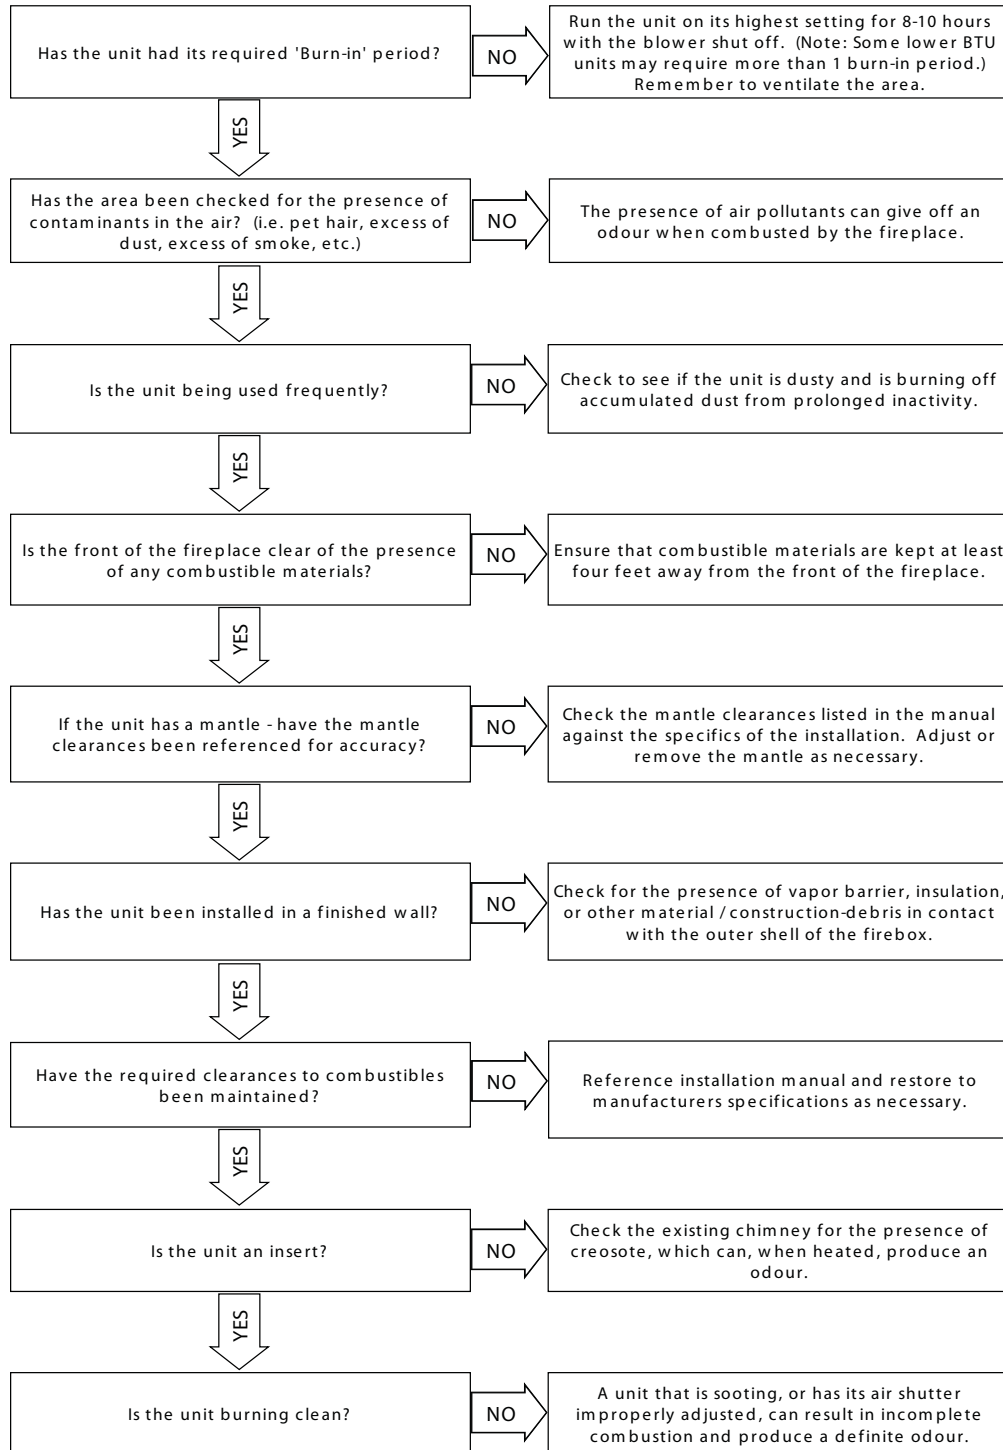 Has the unit had its required 'Burn-in' period?
NO
Run the unit on its highest setting for 8-10 hours
with the blower shut off.  (Note: Some lower BTU
units may require more than 1 burn-in period.)
Remember to ventilate the area.
YES
Has the area been checked for the presence of
contaminants in the air?  (i.e. pet hair, excess of
dust, excess of smoke, etc.)
NO
The presence of air pollutants can give off an
odour when combusted by the fireplace.
YES
Is the unit being used frequently?
NO
Check to see if the unit is dusty and is burning off
accumulated dust from prolonged inactivity.
YES
Is the front of the fireplace clear of the presence
of any combustible materials?
NO
Ensure that combustible materials are kept at least
four feet away from the front of the fireplace.
YES
If the unit has a mantle - have the mantle
clearances been referenced for accuracy?
NO
Check the mantle clearances listed in the manual
against the specifics of the installation.  Adjust or
remove the mantle as necessary.
YES
Has the unit been installed in a finished wall?
NO
Check for the presence of vapor barrier, insulation,
or other material / construction-debris in contact
with the outer shell of the firebox.
YES
Have the required clearances to combustibles
been maintained?
NO
Reference installation manual and restore to
manufacturers specifications as necessary.
YES
Is the unit an insert?
NO
Check the existing chimney for the presence of
creosote, which can, when heated, produce an
odour.
YES
Is the unit burning clean?
NO
A unit that is sooting, or has its air shutter
improperly adjusted, can result in incomplete
combustion and produce a definite odour.